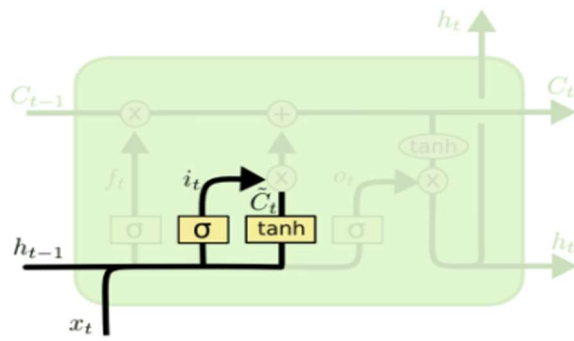 h_t
C_{t-1}
C_t
tanh
f_t
i_t
C̃_t
o_t
σ
σ
tanh
σ
h_{t-1}
h_t
x_t